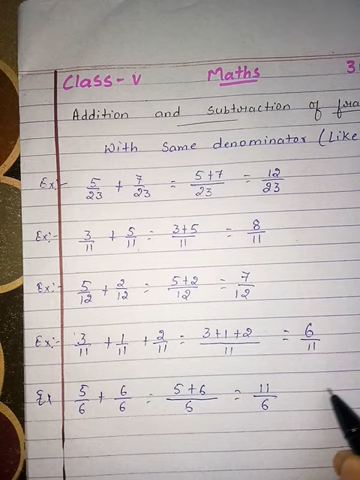 Class - V Maths 3
Addition and Subtraction of fra
With Same denominator (Like
Ex:- 5/23 + 7/23 = 5+7/23 = 12/23
Ex:- 3/11 + 5/11 = 3+5/11 = 8/11
Ex:- 5/12 + 2/12 = 5+2/12 = 7/12
Ex:- 3/11 + 1/11 + 2/11 = 3+1+2/11 = 6/11
Ex 5/6 + 6/6 = 5+6/6 = 11/6